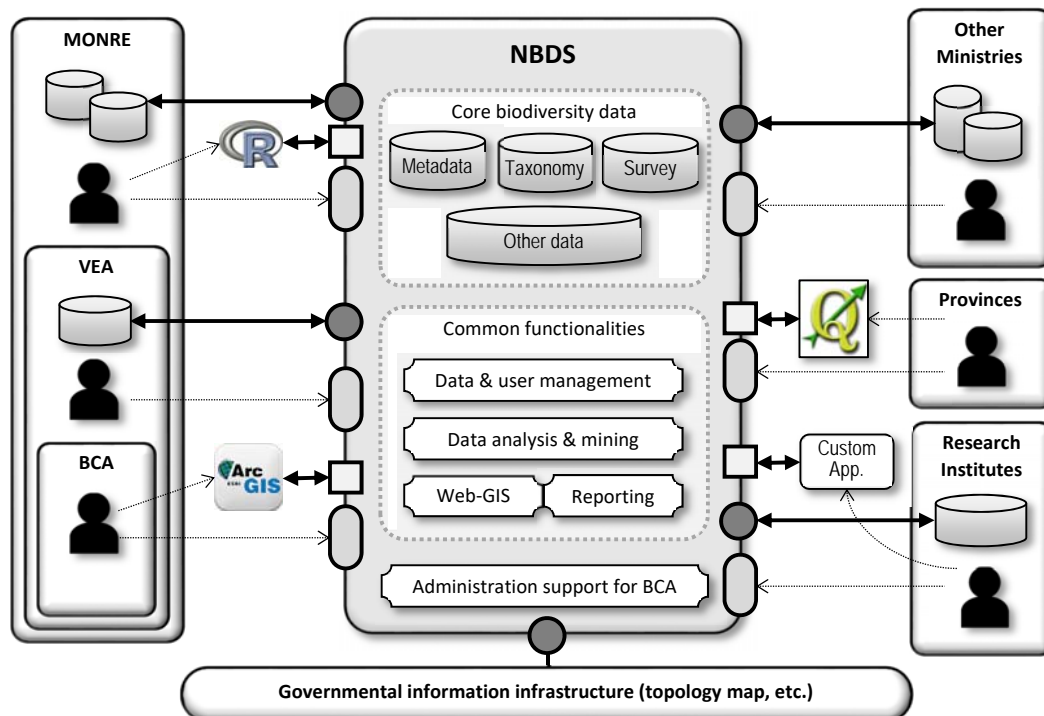 MONRE
R
VEA
BCA
Arc
GIS
NBDS
Core biodiversity data
Metadata
Taxonomy
Survey
Other data
Common functionalities
Data & user management
Data analysis & mining
Web-GIS
Reporting
Administration support for BCA
Other
Ministries
Provinces
Q
Research
Institutes
Custom
App.
Governmental information infrastructure (topology map, etc.)